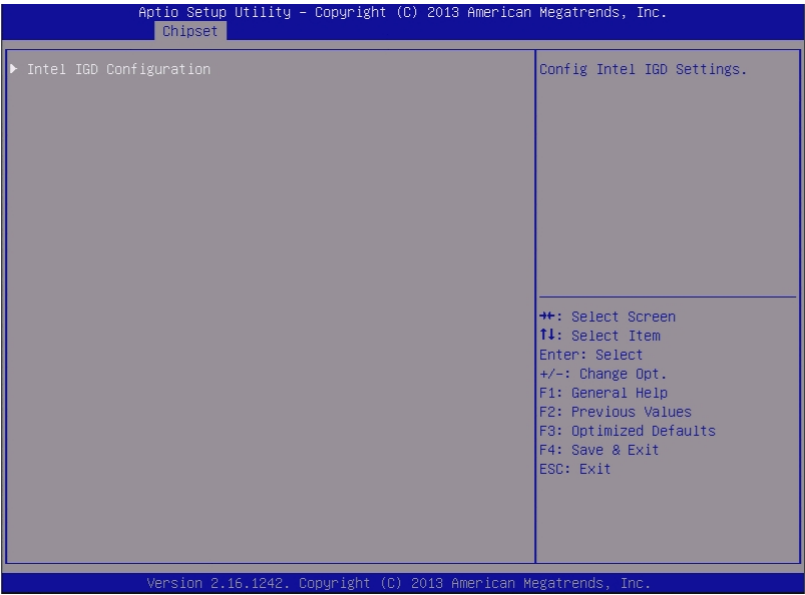 Aptio Setup Utility – Copyright (C) 2013 American Megatrends, Inc.
Chipset
▶ Intel IGD Configuration
Config Intel IGD Settings.
→←: Select Screen
↑↓: Select Item
Enter: Select
+/-: Change Opt.
F1: General Help
F2: Previous Values
F3: Optimized Defaults
F4: Save & Exit
ESC: Exit
Version 2.16.1242. Copyright (C) 2013 American Megatrends, Inc.